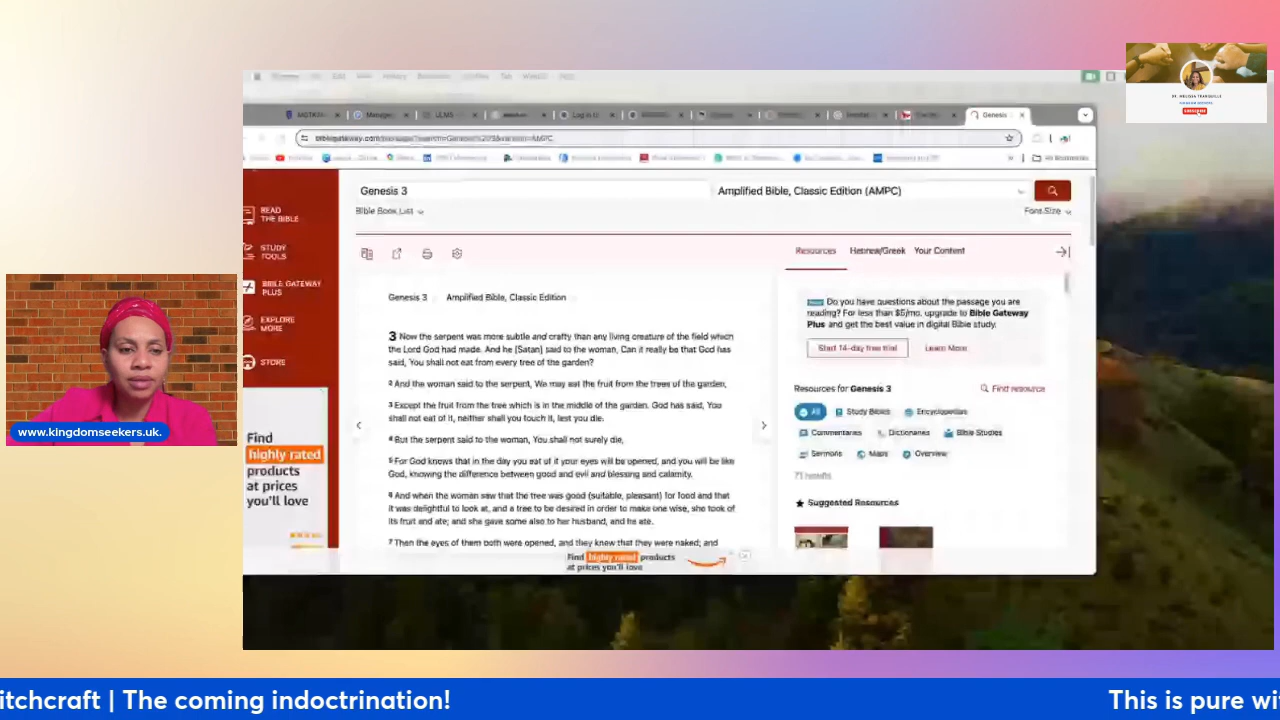 Genesis 3
Amplified Bible, Classic Edition (AMPC)
Bible Book List
Font Size
READ
THE BIBLE
STUDY
TOOLS
BIBLE GATEWAY
PLUS
EXPLORE
MORE
STORE
Resources
Hebrew/Greek
Your Content
Genesis 3 Amplified Bible, Classic Edition
3 Now the serpent was more subtle and crafty than any living creature of the field which
the Lord God had made. And he [Satan] said to the woman, Can it really be that God has
said, You shall not eat from every tree of the garden?
2 And the woman said to the serpent, We may eat the fruit from the trees of the garden,
3 Except the fruit from the tree which is in the middle of the garden. God has said, You
shall not eat of it, neither shall you touch it, lest you die.
4 But the serpent said to the woman, You shall not surely die,
5 For God knows that in the day you eat of it your eyes will be opened, and you will be like
God, knowing the difference between good and evil and blessing and calamity.
6 And when the woman saw that the tree was good (suitable, pleasant) for food and that
it was delightful to look at, and a tree to be desired in order to make one wise, she took of
its fruit and ate; and she gave some also to her husband, and he ate.
7 Then the eyes of them both were opened, and they knew that they were naked; and
Do you have questions about the passage you are
reading? For less than $5/mo, upgrade to Bible Gateway
Plus and get the best value in digital Bible study.
Start 14-day free trial
Learn More
Resources for Genesis 3
Find resource
All
Study Bibles
Encyclopedias
Commentaries
Dictionaries
Bible Studies
Sermons
Maps
Overview
71 results
Suggested Resources
Find
highly rated
products
at prices
you'll love
Find highly rated products
at prices you'll love
www.kingdomseekers.uk.
DR. MELISSA TRANQUILLE
SUBSCRIBE
itchcraft | The coming indoctrination!
This is pure wi